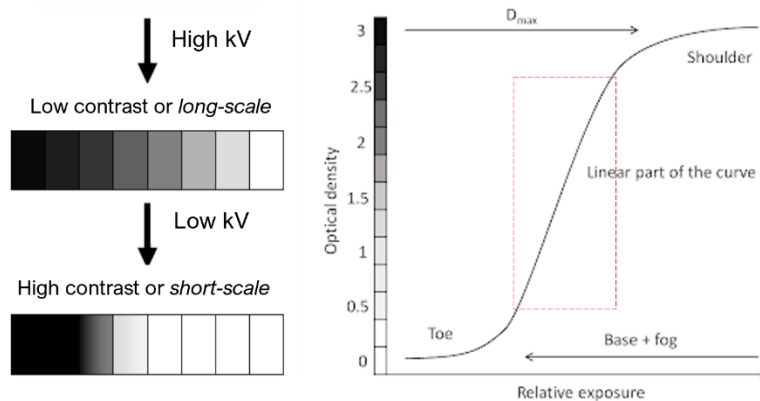 High kV
Low contrast or long-scale
Low kV
High contrast or short-scale
Optical density
3
2.5
2
1.5
1
0.5
0
Dmax
Shoulder
Linear part of the curve
Toe
Base + fog
Relative exposure